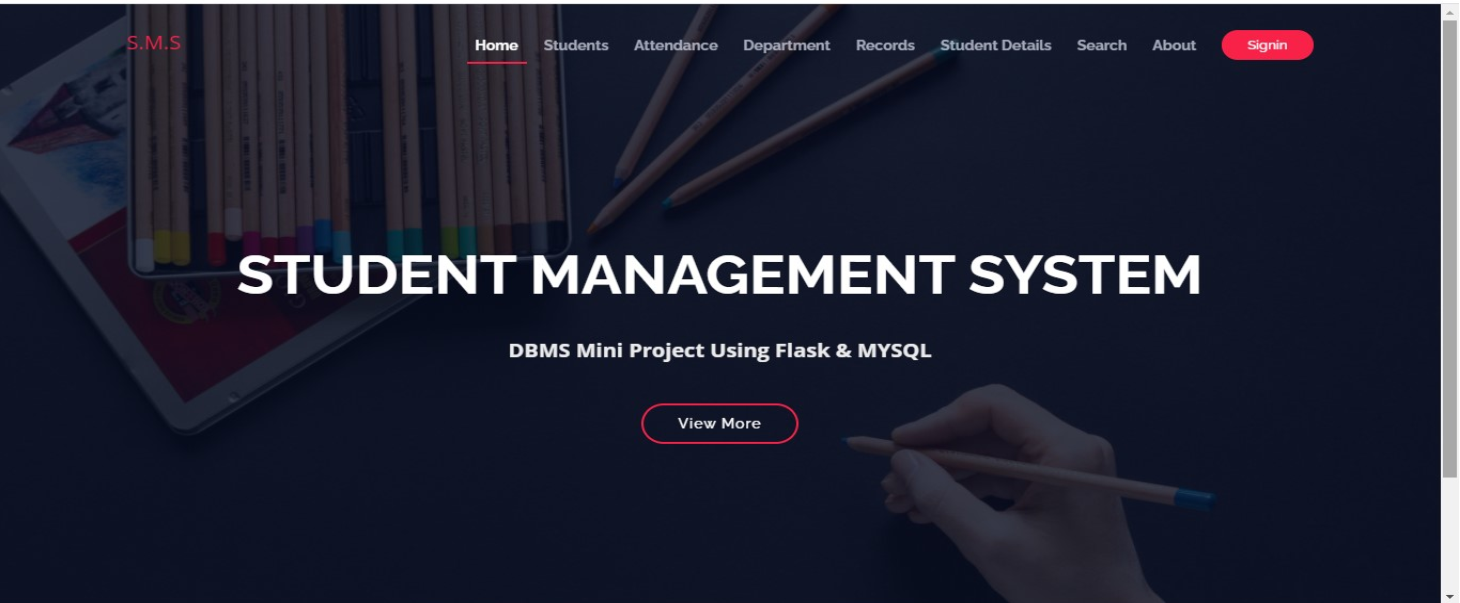 S.M.S
Home Students Attendance Department Records Student Details Search About Signin
STUDENT MANAGEMENT SYSTEM
DBMS Mini Project Using Flask & MYSQL
View More